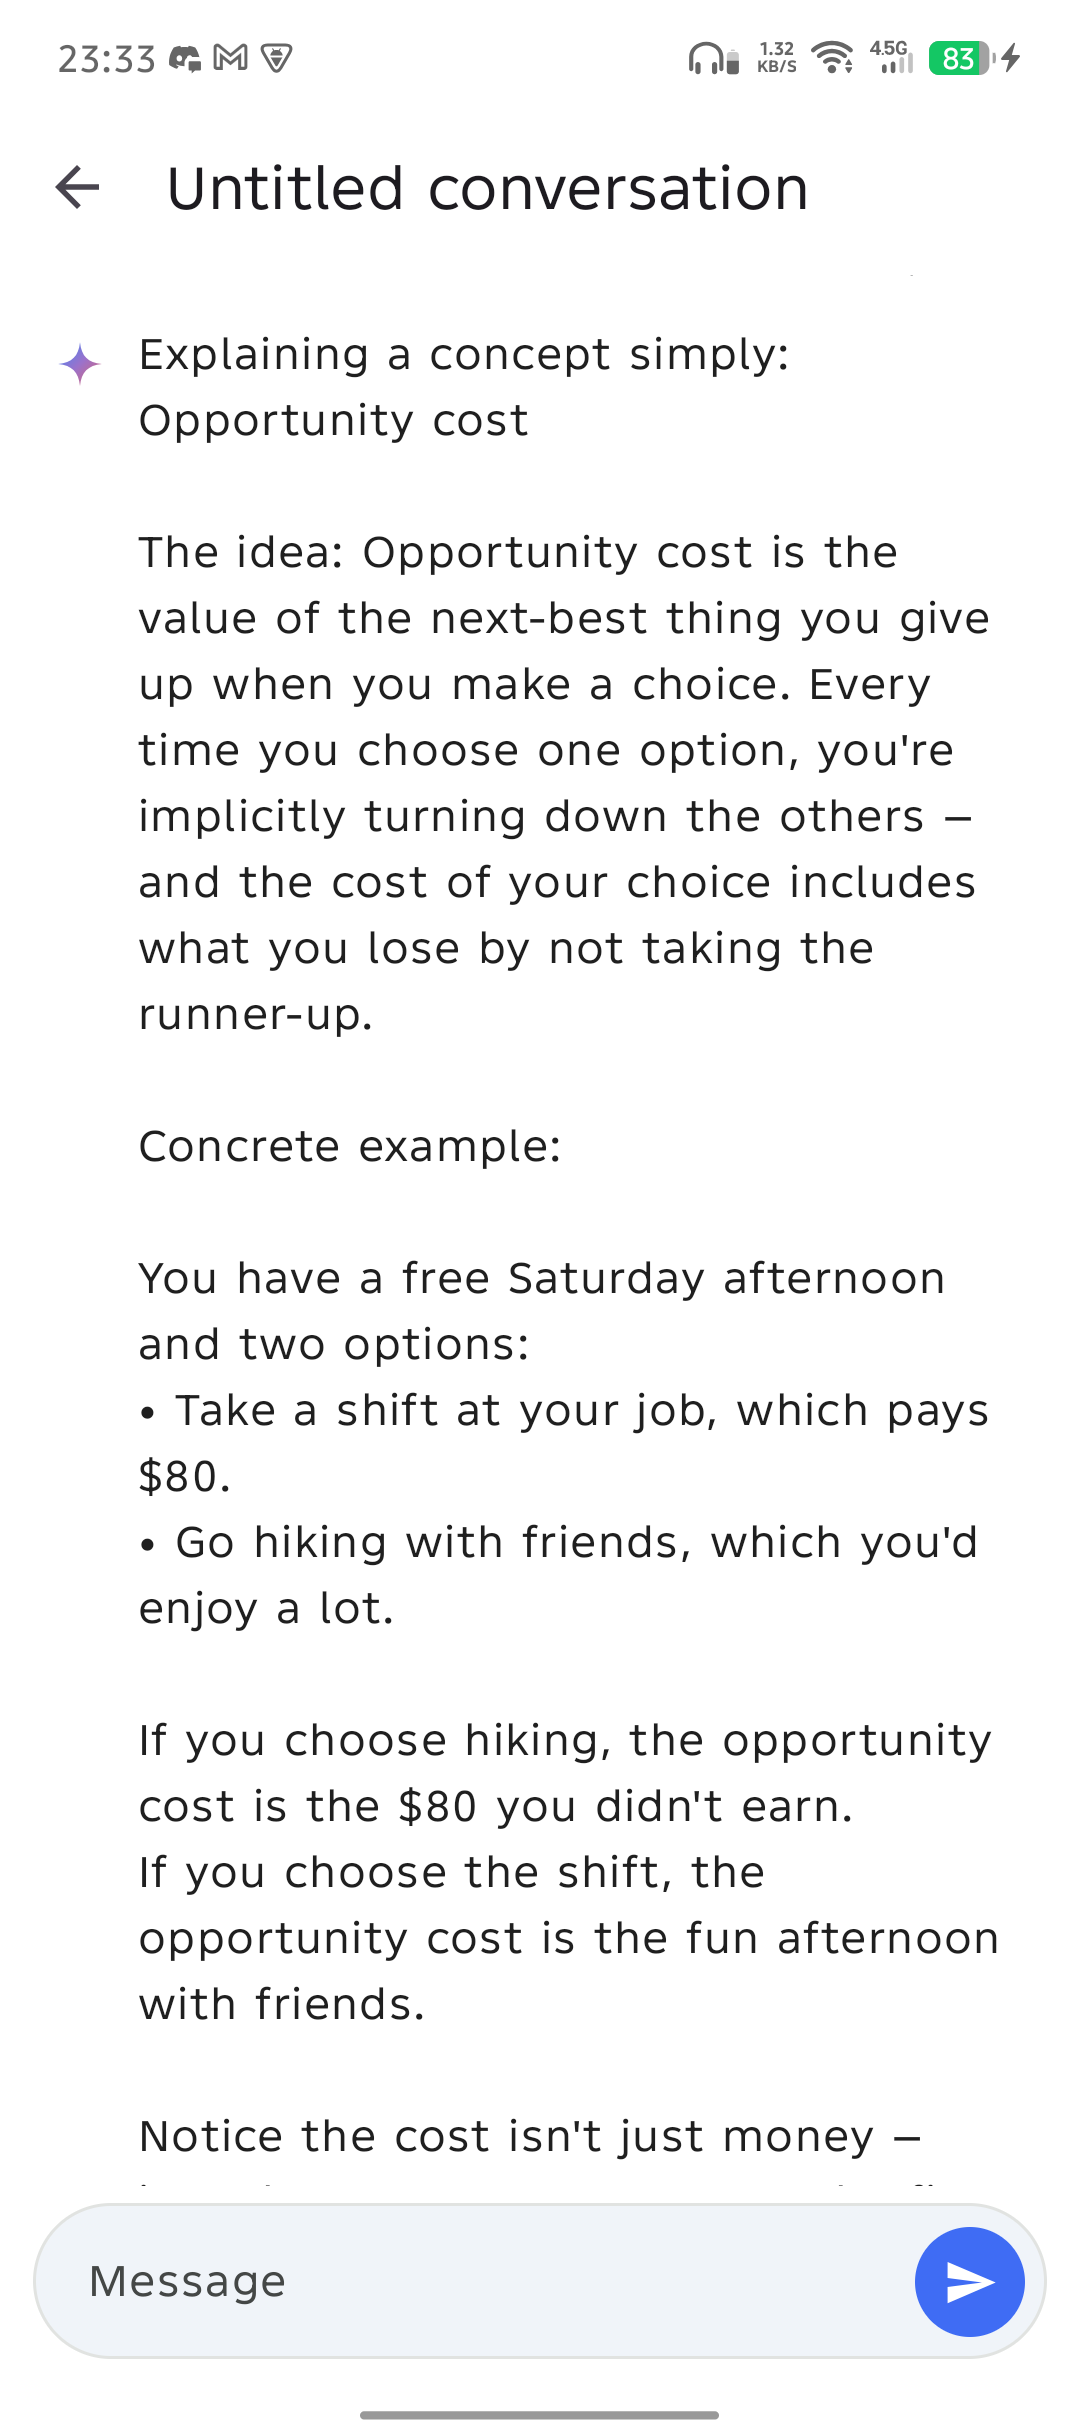 23:33
1.32
KB/S
4.5G
83
Untitled conversation
Explaining a concept simply:
Opportunity cost
The idea: Opportunity cost is the
value of the next-best thing you give
up when you make a choice. Every
time you choose one option, you're
implicitly turning down the others –
and the cost of your choice includes
what you lose by not taking the
runner-up.
Concrete example:
You have a free Saturday afternoon
and two options:
• Take a shift at your job, which pays
$80.
• Go hiking with friends, which you'd
enjoy a lot.
If you choose hiking, the opportunity
cost is the $80 you didn't earn.
If you choose the shift, the
opportunity cost is the fun afternoon
with friends.
Notice the cost isn't just money –
Message